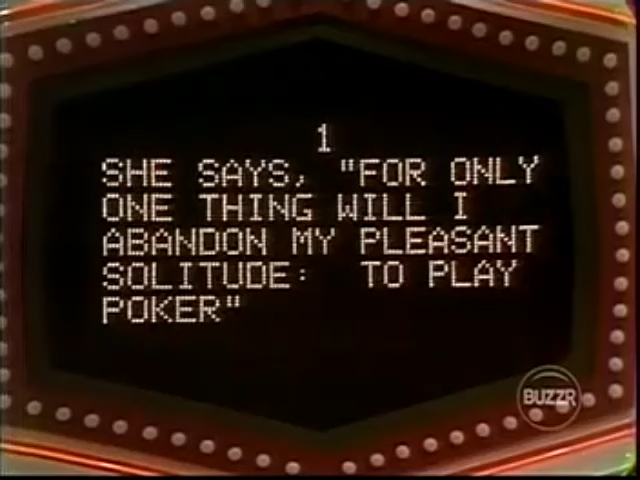 1
SHE SAYS, "FOR ONLY
ONE THING WILL I
ABANDON MY PLEASANT
SOLITUDE: TO PLAY
POKER"
BUZZR